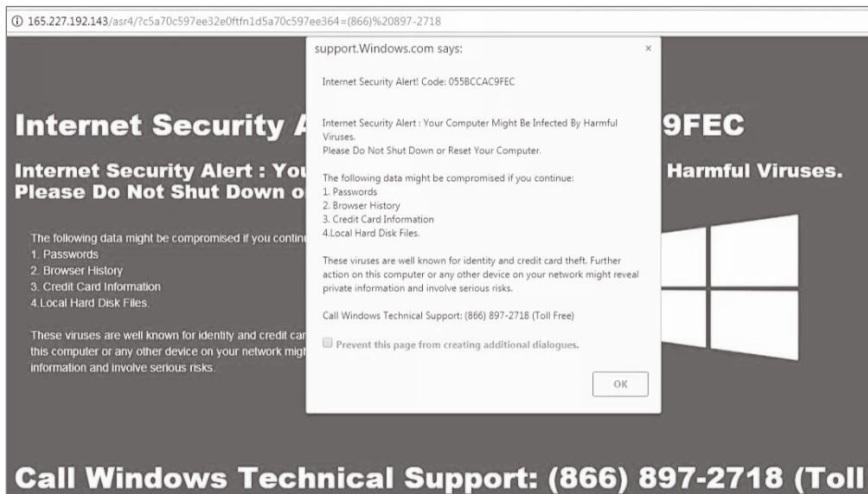 165.227.192.143/asr4/?c5a70c597ee32e0ftfn1d5a70c597ee364=(866)%20897-2718
support.Windows.com says:
×
Internet Security Alert! Code: 055BCCAC9FEC
Internet Security Alert : Your Computer Might Be Infected By Harmful
Viruses.
Please Do Not Shut Down or Reset Your Computer.
The following data might be compromised if you continue:
1. Passwords
2. Browser History
3. Credit Card Information
4.Local Hard Disk Files.
These viruses are well known for identity and credit card theft. Further
action on this computer or any other device on your network might reveal
private information and involve serious risks.
Call Windows Technical Support: (866) 897-2718 (Toll Free)
Prevent this page from creating additional dialogues.
OK
Internet Security A 9FEC
Internet Security Alert : You Harmful Viruses.
Please Do Not Shut Down o
The following data might be compromised if you continu
1. Passwords
2. Browser History
3. Credit Card Information
4.Local Hard Disk Files.
These viruses are well known for identity and credit car
this computer or any other device on your network migh
information and involve serious risks.
Call Windows Technical Support: (866) 897-2718 (Toll